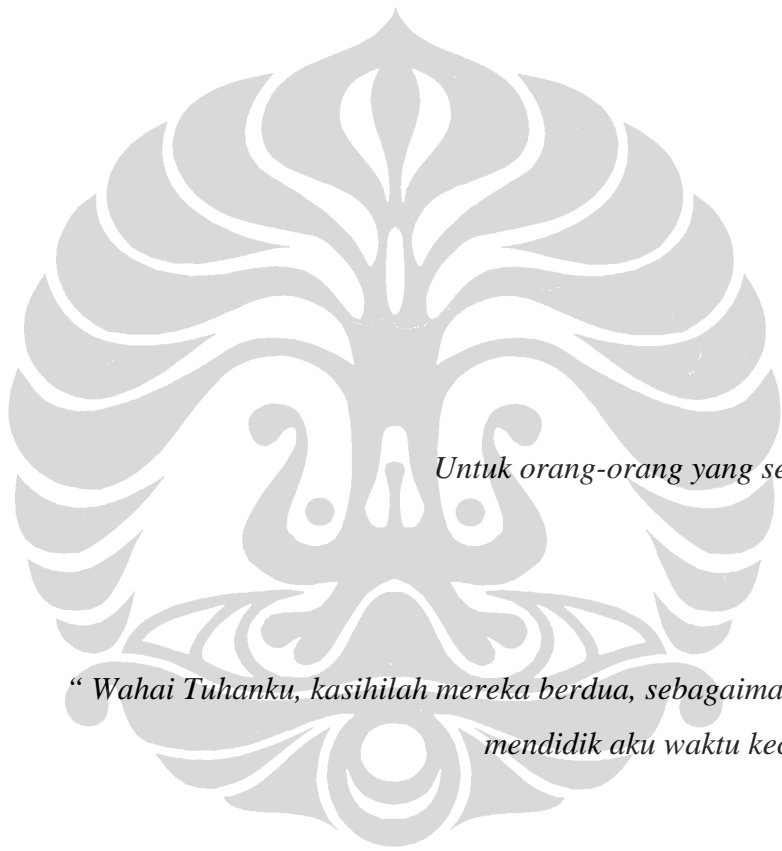 Untuk orang-orang yang se
“ Wahai Tuhanku, kasihilah mereka berdua, sebagaima
mendidik aku waktu kec